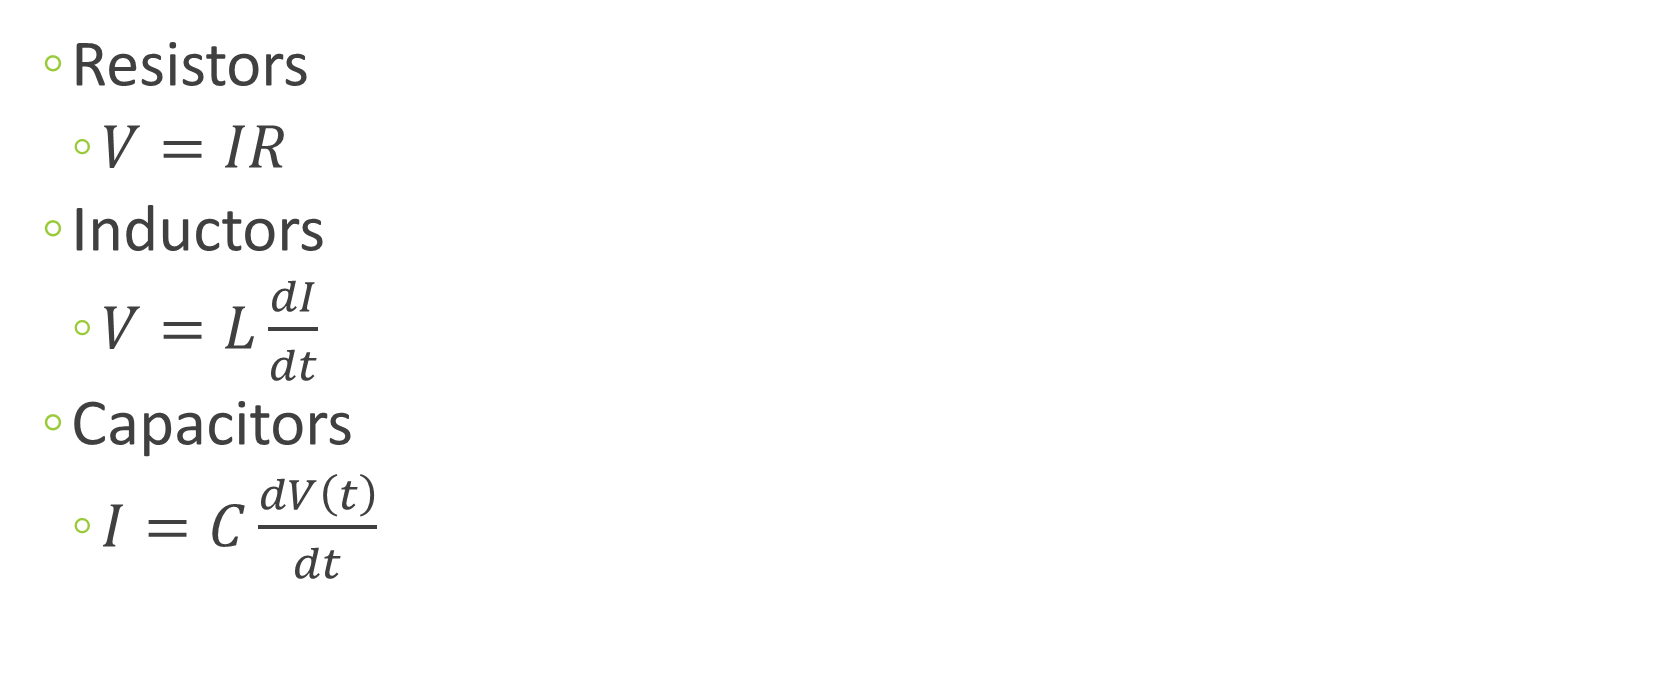 ◦ Resistors
◦ V = IR
◦ Inductors
◦ V = L dI/dt
◦ Capacitors
◦ I = C dV(t)/dt